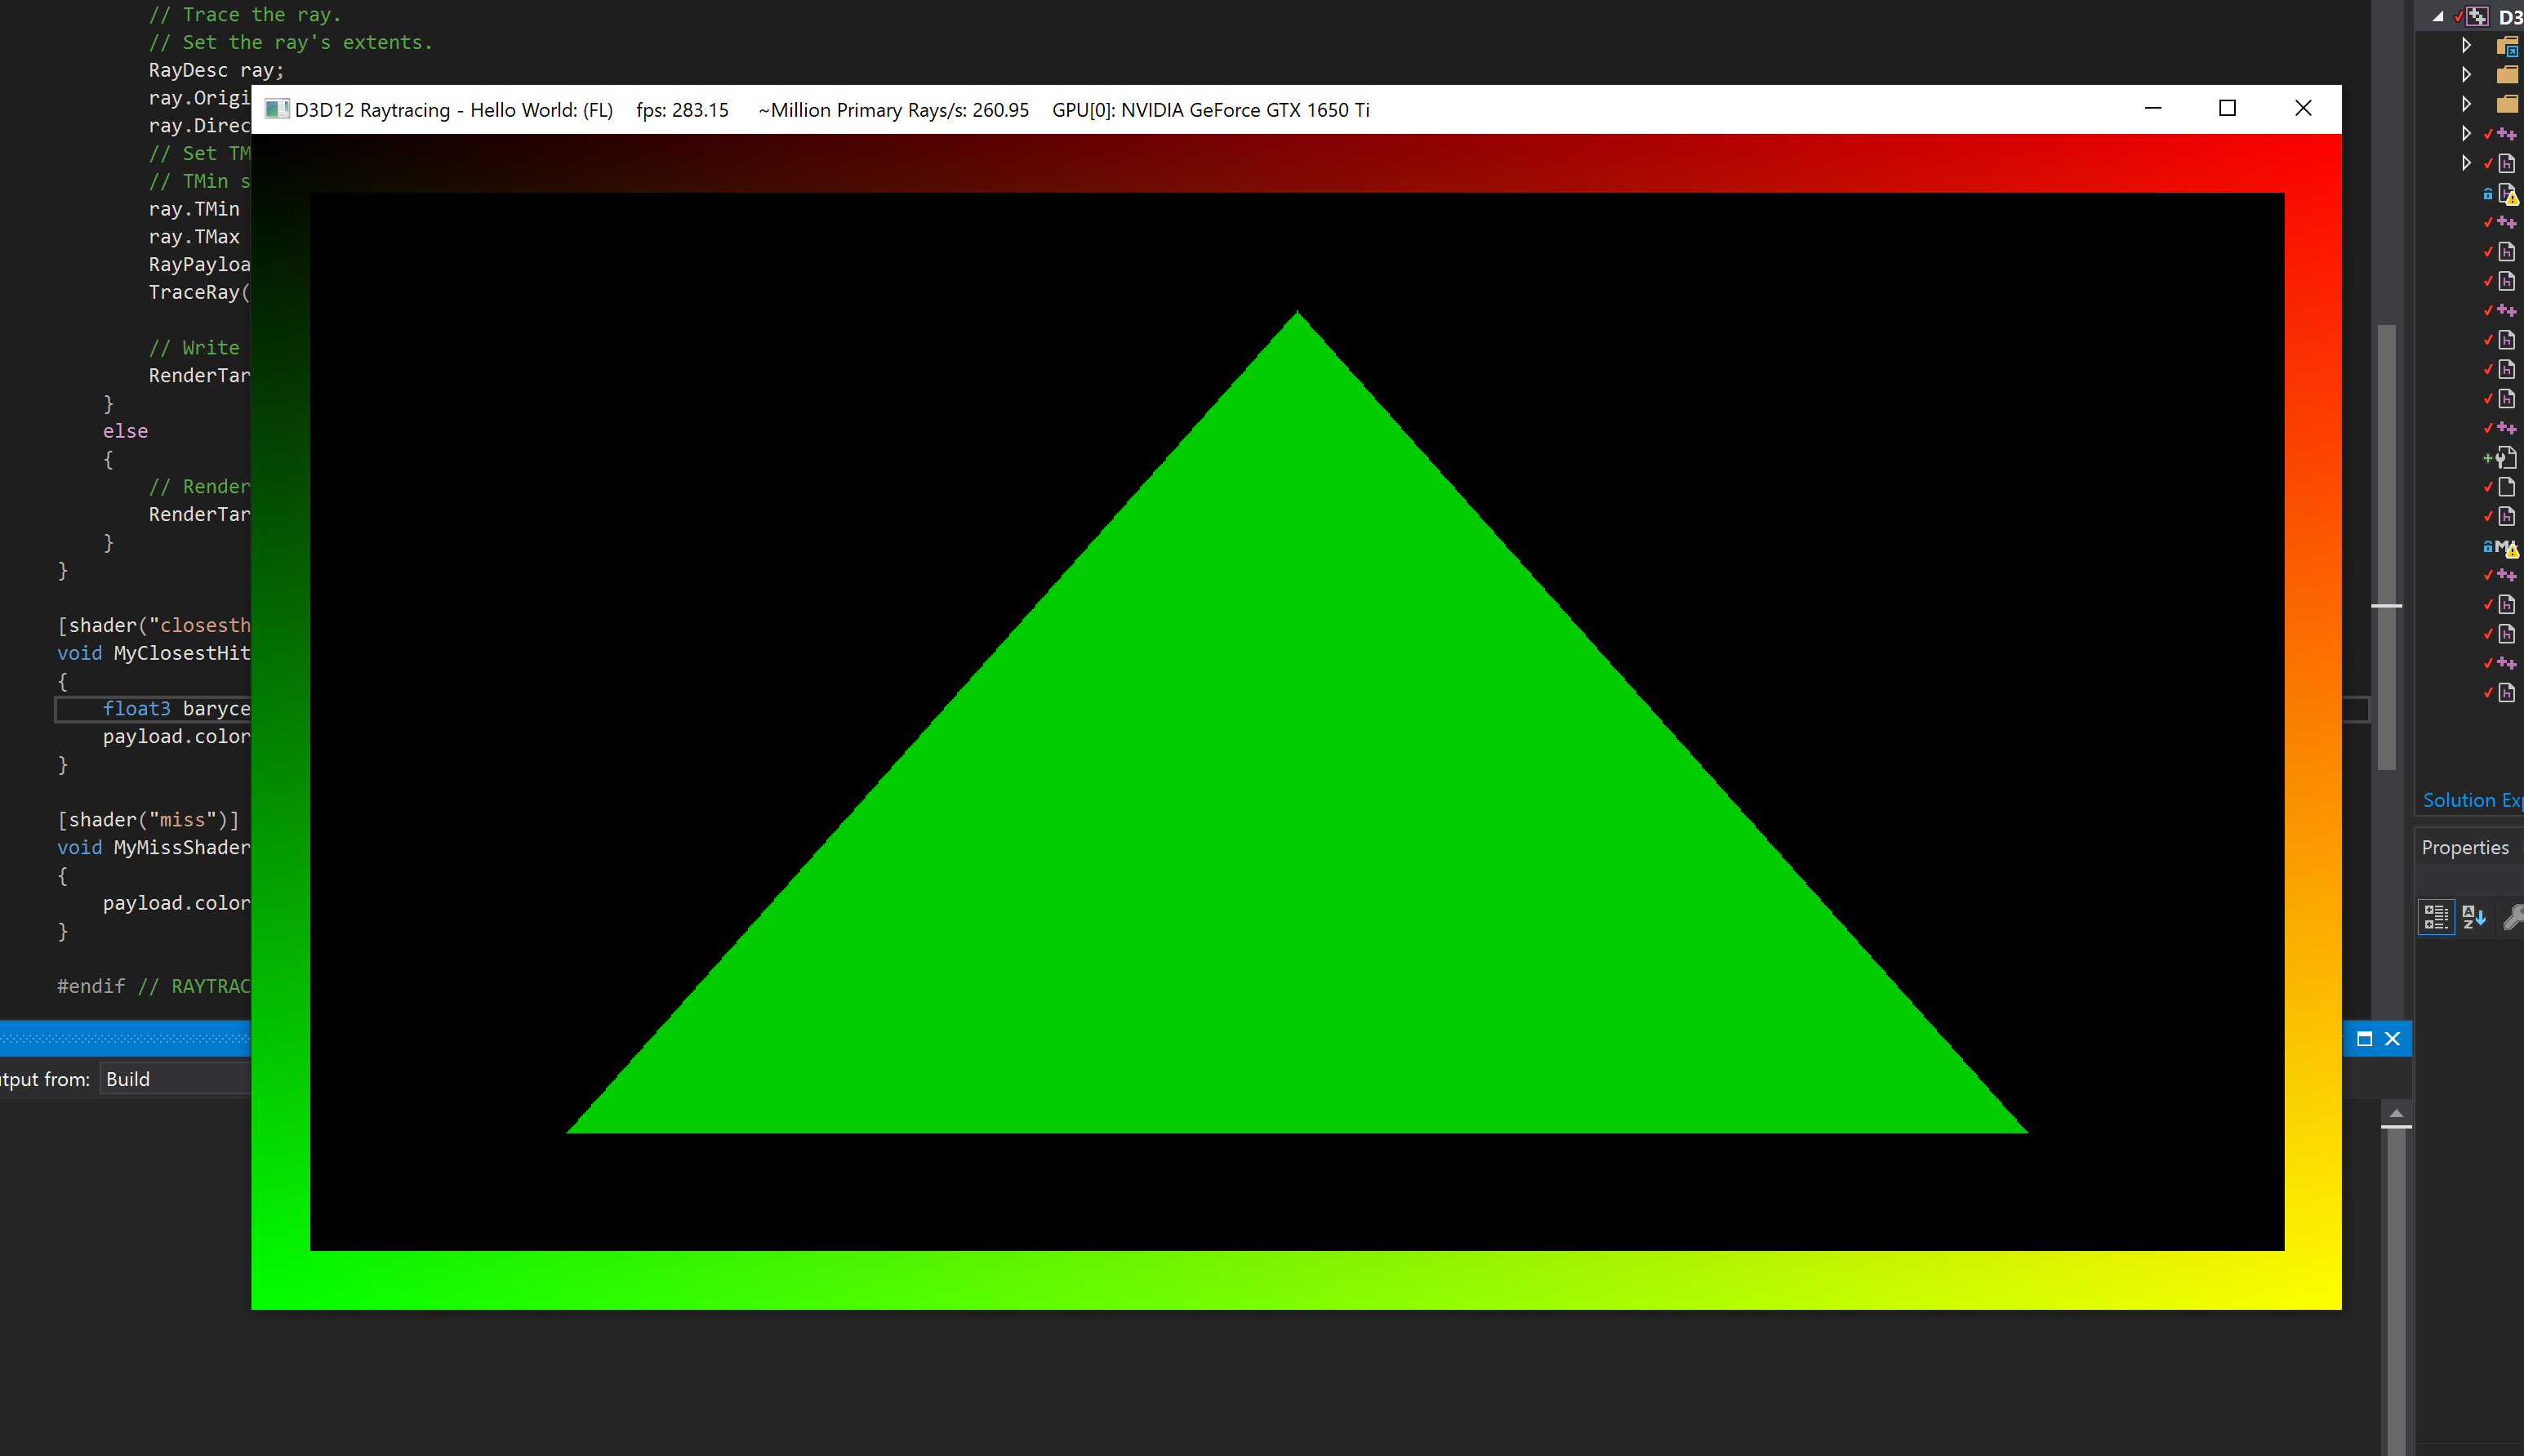 // Trace the ray.
// Set the ray's extents.
RayDesc ray;
ray.Origi
ray.Direc
// Set TM
// TMin s
ray.TMin
ray.TMax
RayPayloa
TraceRay(
// Write
RenderTar
}
else
{
// Render
RenderTar
}
}
[shader("closesth
void MyClosestHit
{
float3 baryce
payload.color
}
[shader("miss")]
void MyMissShader
{
payload.color
}
#endif // RAYTRAC
D3D12 Raytracing - Hello World: (FL) fps: 283.15 ~Million Primary Rays/s: 260.95 GPU[0]: NVIDIA GeForce GTX 1650 Ti
tput from: Build
D3
Solution Exp
Properties